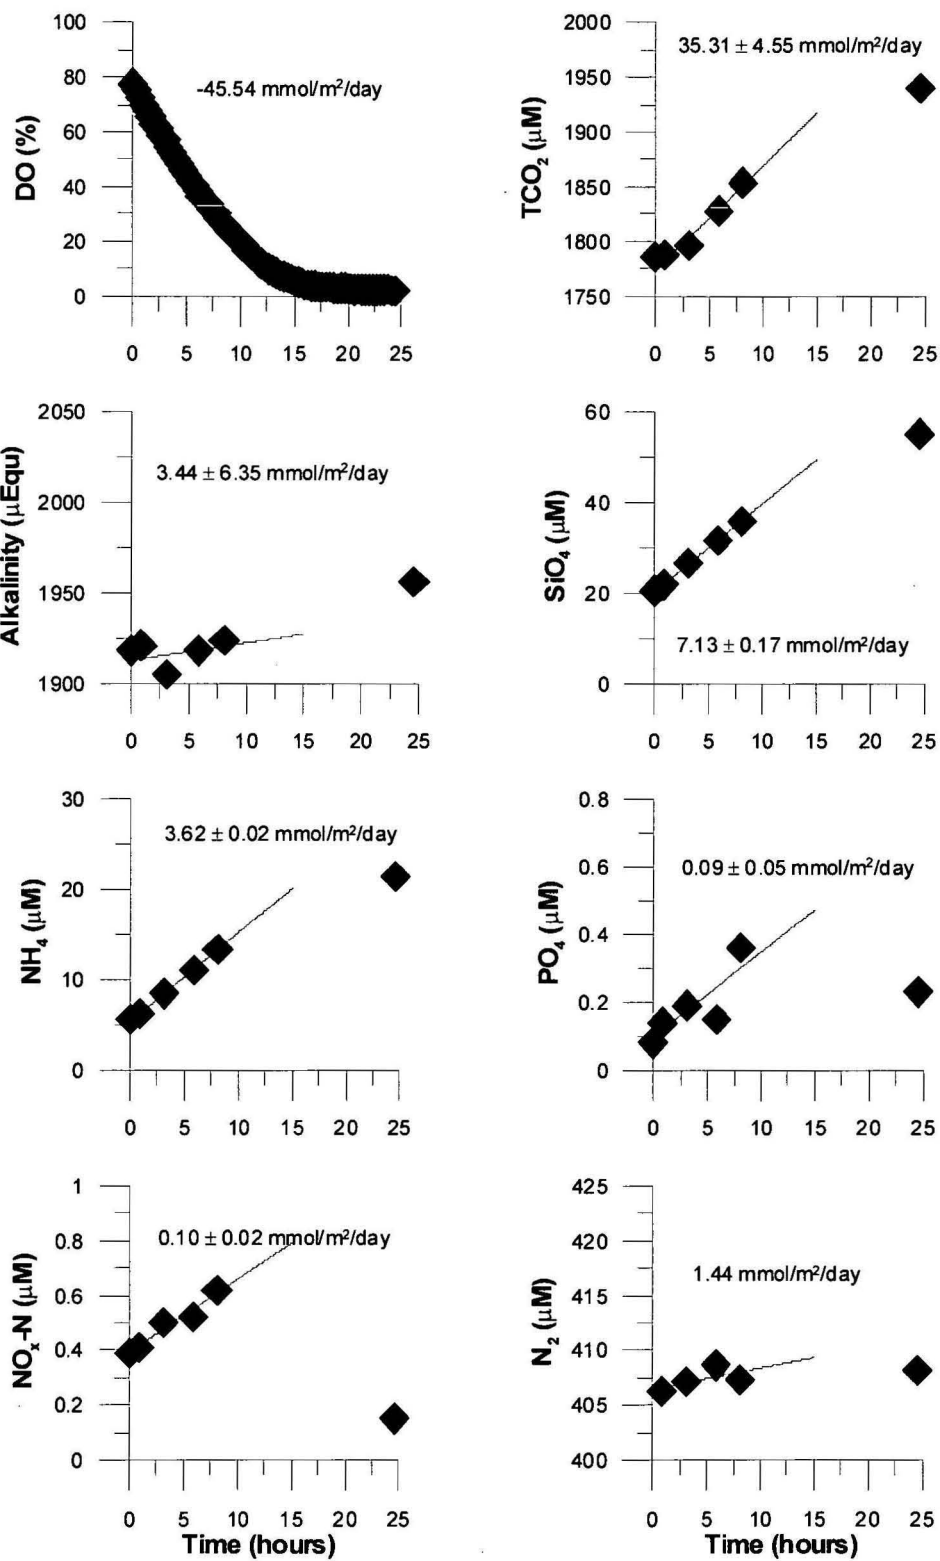 100
80
60
40
20
0
DO (%)
-45.54 mmol/m²/day
0 5 10 15 20 25
2000
1950
1900
1850
1800
1750
TCO₂ (μM)
35.31 ± 4.55 mmol/m²/day
0 5 10 15 20 25
2050
2000
1950
1900
Alkalinity (μEqu)
3.44 ± 6.35 mmol/m²/day
0 5 10 15 20 25
60
40
20
0
SiO₄ (μM)
7.13 ± 0.17 mmol/m²/day
0 5 10 15 20 25
30
20
10
0
NH₄ (μM)
3.62 ± 0.02 mmol/m²/day
0 5 10 15 20 25
0.8
0.6
0.4
0.2
0
PO₄ (μM)
0.09 ± 0.05 mmol/m²/day
0 5 10 15 20 25
1
0.8
0.6
0.4
0.2
0
NOₓ-N (μM)
0.10 ± 0.02 mmol/m²/day
0 5 10 15 20 25
Time (hours)
425
420
415
410
405
400
N₂ (μM)
1.44 mmol/m²/day
0 5 10 15 20 25
Time (hours)